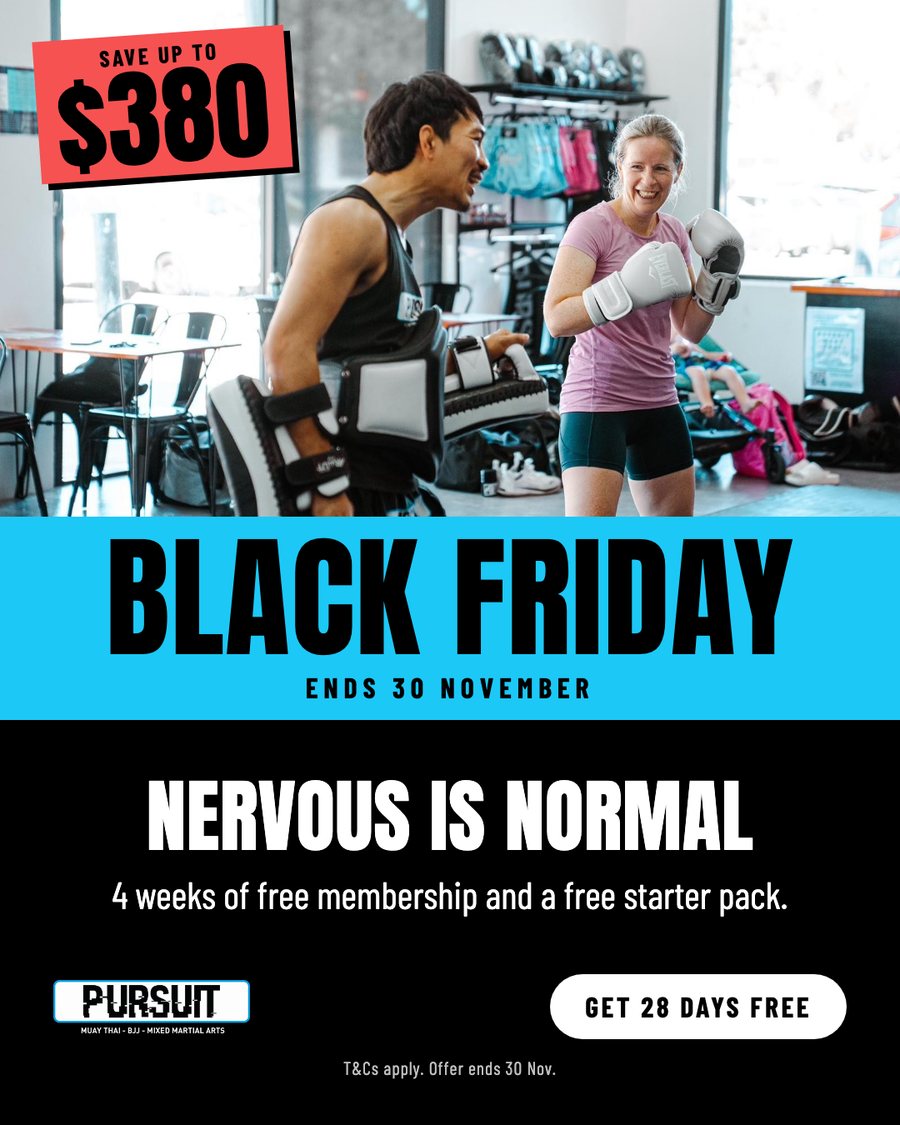 SAVE UP TO
$380
EVERLAST
BLACK FRIDAY
ENDS 30 NOVEMBER
NERVOUS IS NORMAL
4 weeks of free membership and a free starter pack.
PURSUIT
MUAY THAI - BJJ - MIXED MARTIAL ARTS
GET 28 DAYS FREE
T&Cs apply. Offer ends 30 Nov.